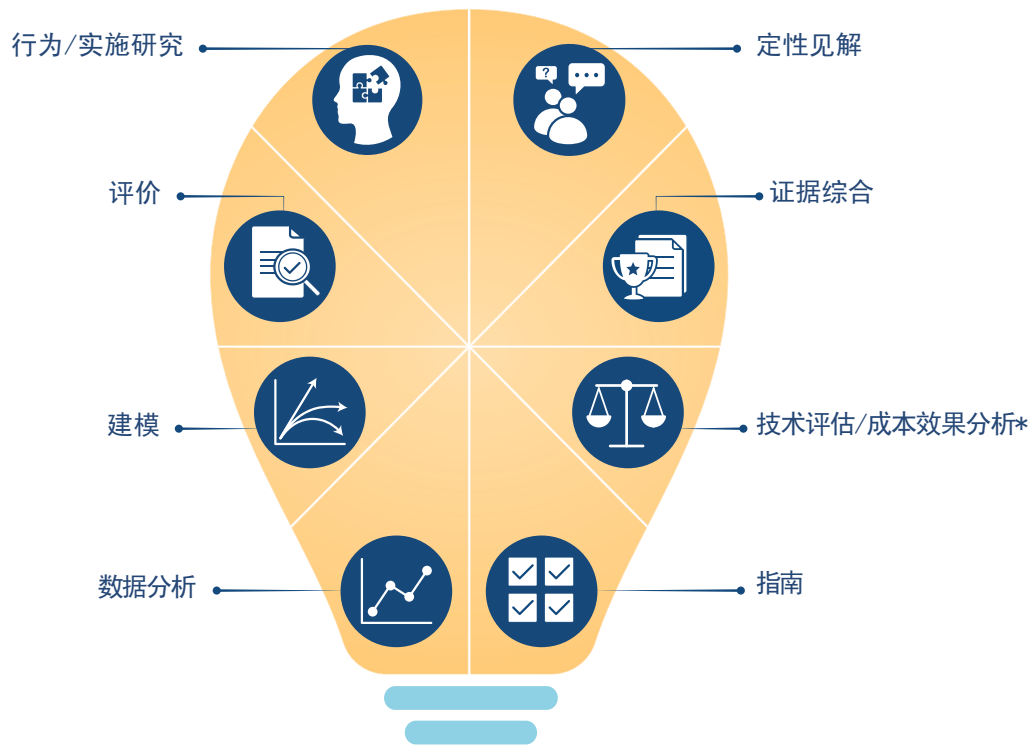 行为/实施研究
定性见解
评价
证据综合
建模
技术评估/成本效果分析*
数据分析
指南
?